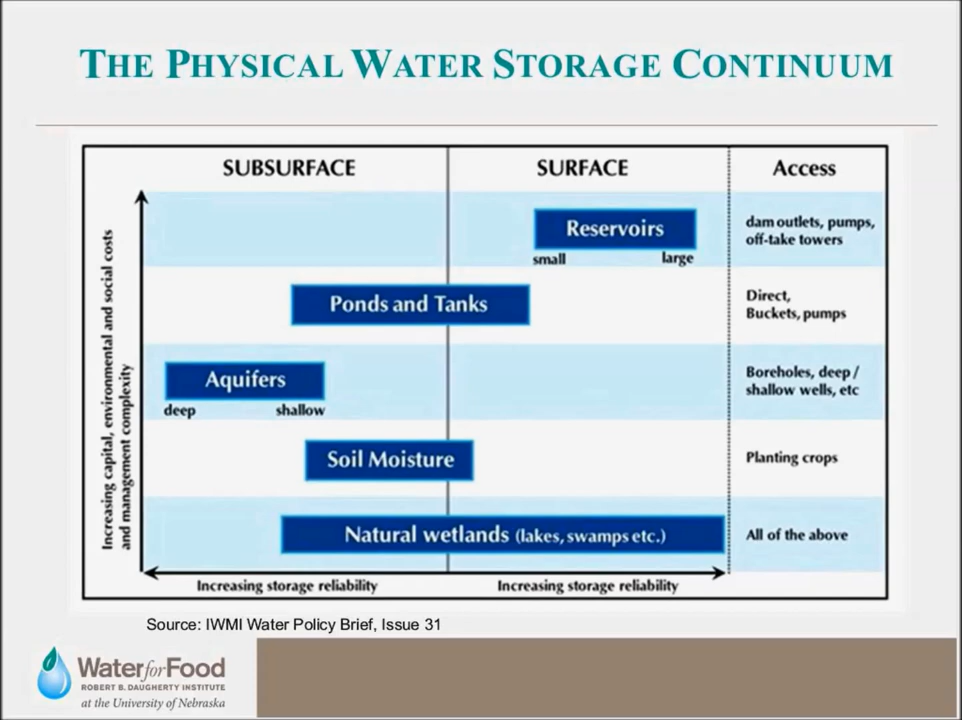 THE PHYSICAL WATER STORAGE CONTINUUM
SUBSURFACE
SURFACE
Access
Increasing capital, environmental and social costs
and management complexity
Reservoirs
small
large
dam outlets, pumps,
off-take towers
Ponds and Tanks
Direct,
Buckets, pumps
Aquifers
deep
shallow
Boreholes, deep /
shallow wells, etc
Soil Moisture
Planting crops
Natural wetlands (lakes, swamps etc.)
All of the above
Increasing storage reliability
Increasing storage reliability
Source: IWMI Water Policy Brief, Issue 31
Water for Food
ROBERT B. DAUGHERTY INSTITUTE
at the University of Nebraska